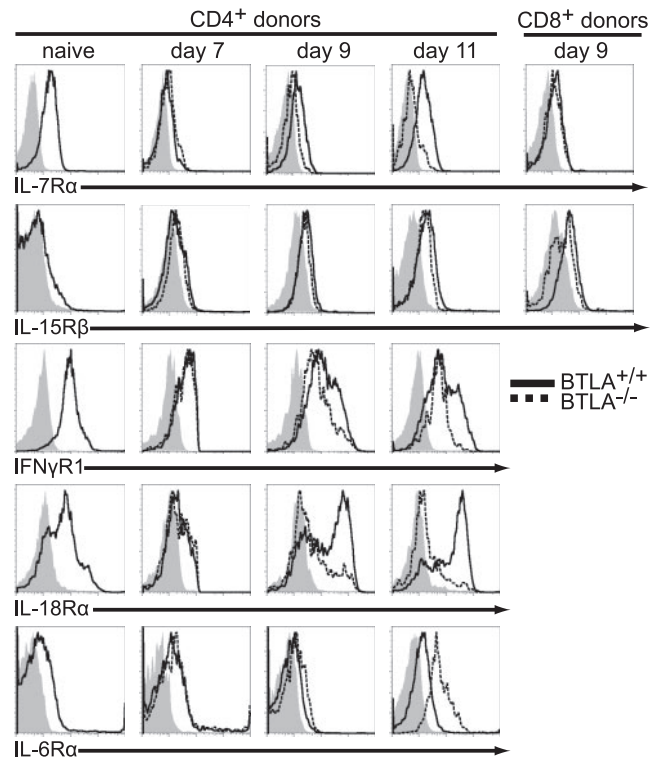 CD4+ donors
CD8+ donors
naive
day 7
day 9
day 11
day 9
IL-7Rα
IL-15Rβ
IFNγR1
BTLA+/+
BTLA-/-
IL-18Rα
IL-6Rα